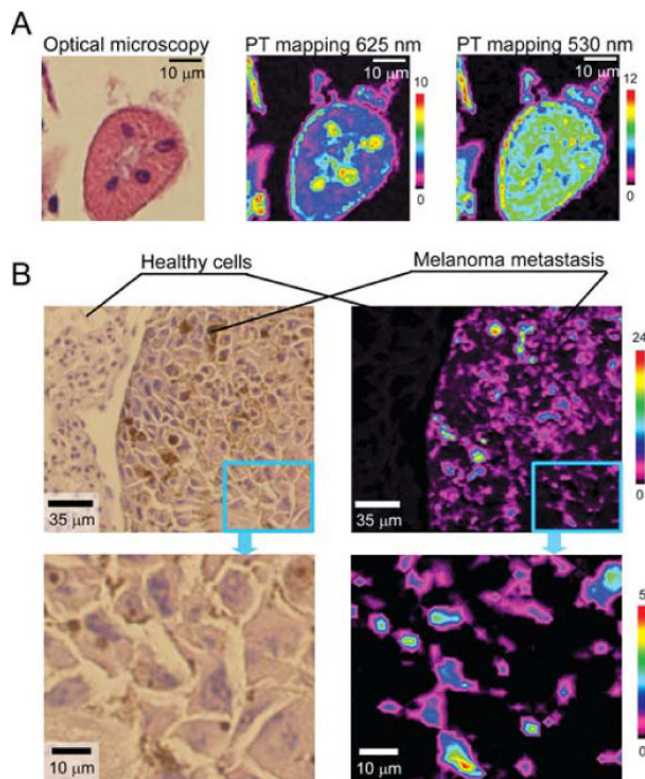 A
Optical microscopy
PT mapping 625 nm
PT mapping 530 nm
10 µm
10 µm
10 µm
10
0
12
0
B
Healthy cells
Melanoma metastasis
35 µm
35 µm
24
0
10 µm
10 µm
5
0